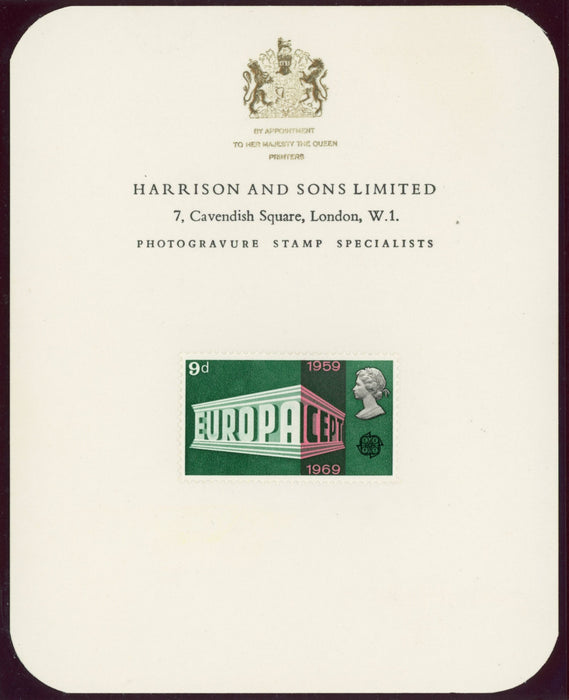 BY APPOINTMENT
TO HER MAJESTY THE QUEEN
PRINTERS
HARRISON AND SONS LIMITED
7, Cavendish Square, London, W.1.
PHOTOGRAVURE STAMP SPECIALISTS
9d
1959
EUROPA CEPT
1969